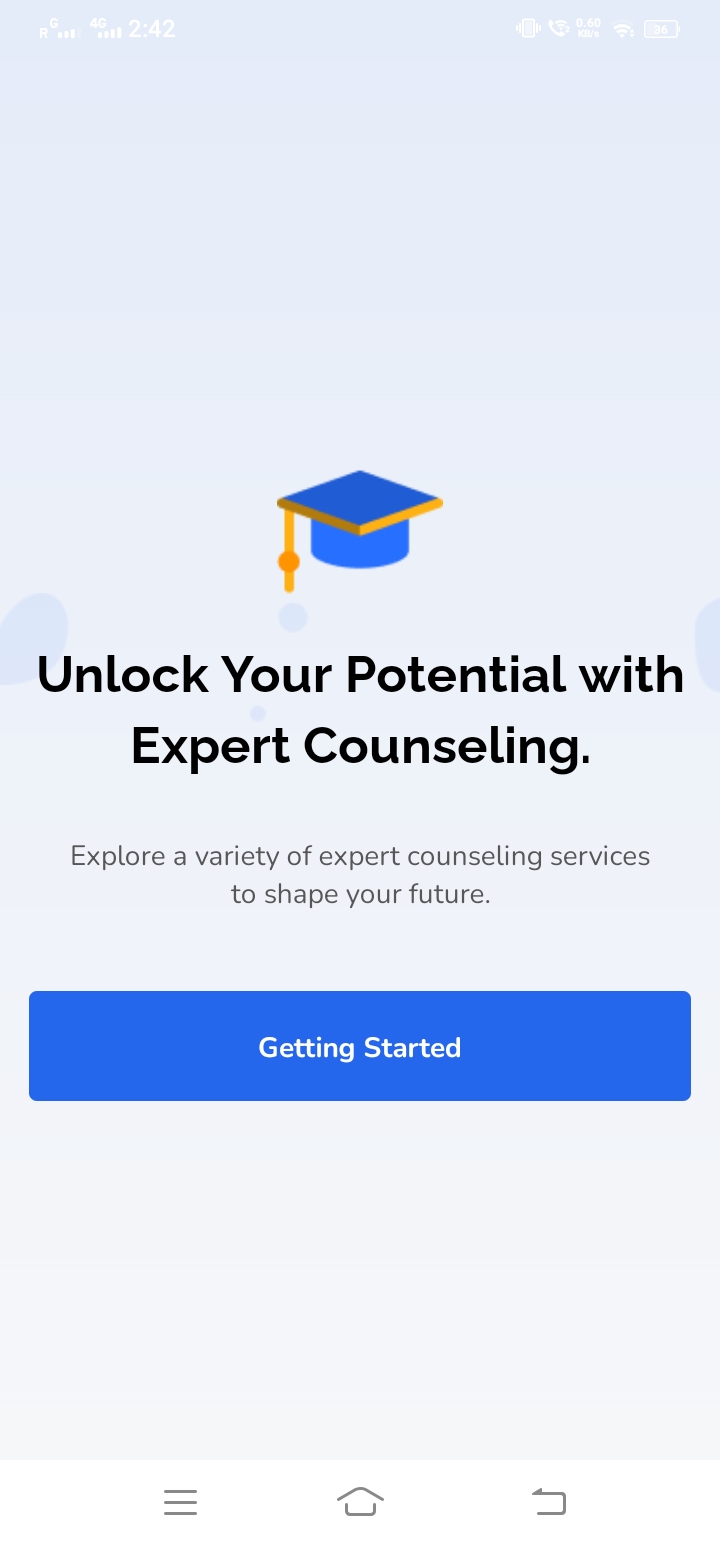 R G 4G 2:42 0.60 KB/s 36
Unlock Your Potential with
Expert Counseling.
Explore a variety of expert counseling services
to shape your future.
Getting Started